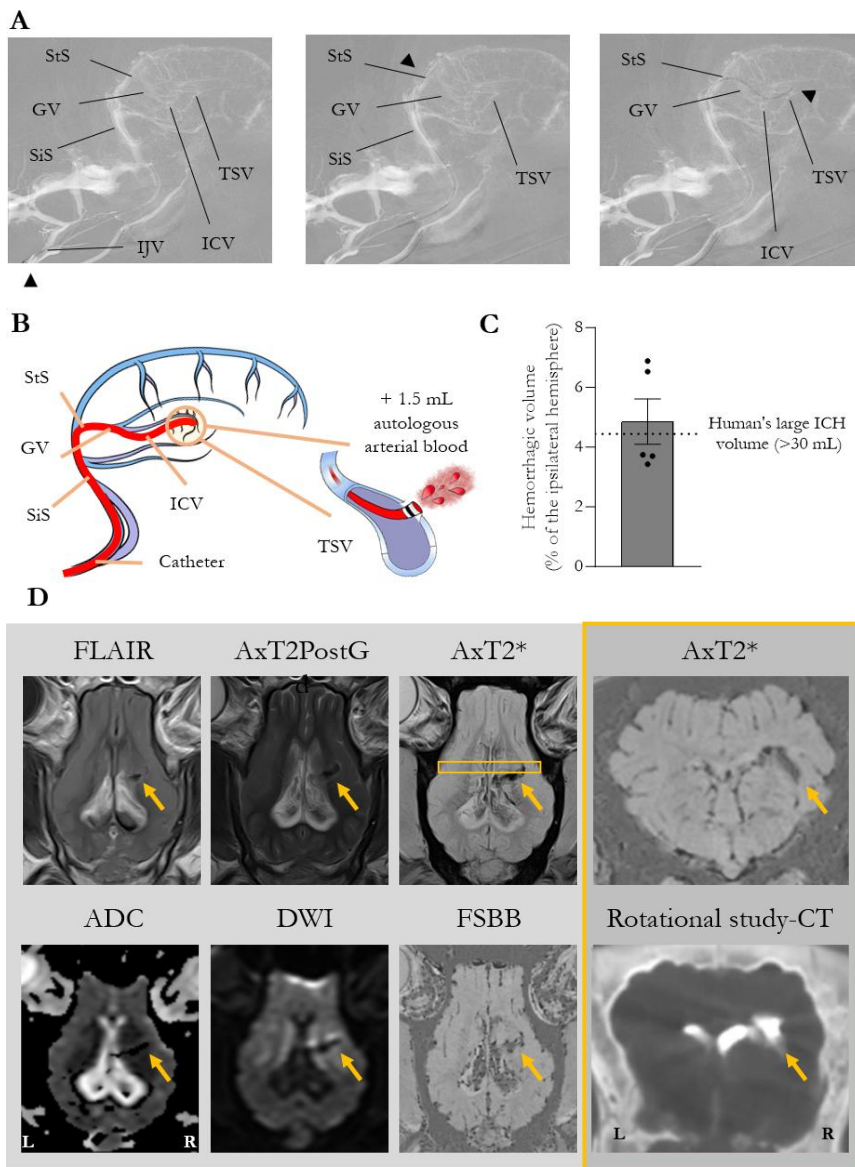 A
StS
GV
SiS
IJV
ICV
TSV
StS
GV
SiS
TSV
StS
GV
TSV
ICV
B
StS
GV
SiS
ICV
Catheter
TSV
+ 1.5 mL
autologous
arterial blood
C
Hemorrhagic volume
(% of the ipsilateral hemisphere)
8
6
4
2
0
Human's large ICH
volume (>30 mL)
D
FLAIR
AxT2PostG
AxT2*
AxT2*
ADC
DWI
FSBB
Rotational study-CT
L
R
L
R